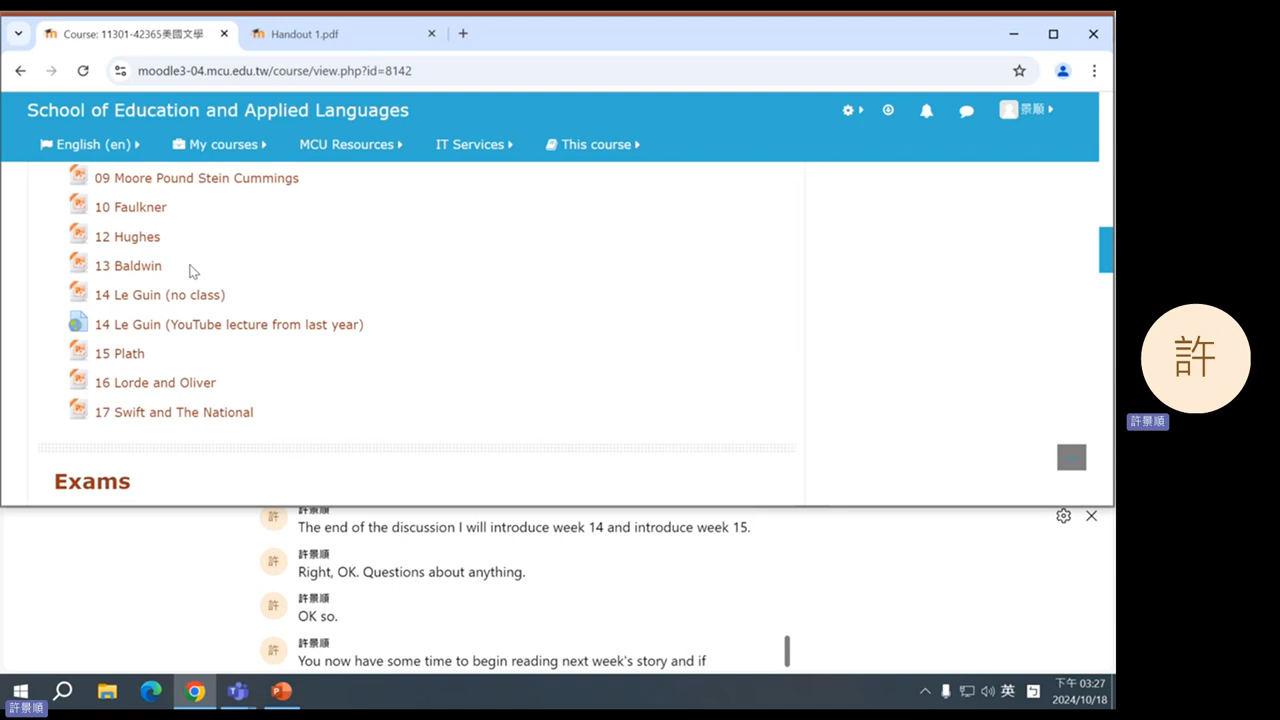 Course: 11301-42365美國文學
Handout 1.pdf
moodle3-04.mcu.edu.tw/course/view.php?id=8142
School of Education and Applied Languages
景順
English (en)
My courses
MCU Resources
IT Services
This course
09 Moore Pound Stein Cummings
10 Faulkner
12 Hughes
13 Baldwin
14 Le Guin (no class)
14 Le Guin (YouTube lecture from last year)
15 Plath
16 Lorde and Oliver
17 Swift and The National
Exams
許
許景順
許
許景順
The end of the discussion I will introduce week 14 and introduce week 15.
許
許景順
Right, OK. Questions about anything.
許
許景順
OK so.
許
許景順
You now have some time to begin reading next week's story and if
英
下午 03:27
2024/10/18
許景順